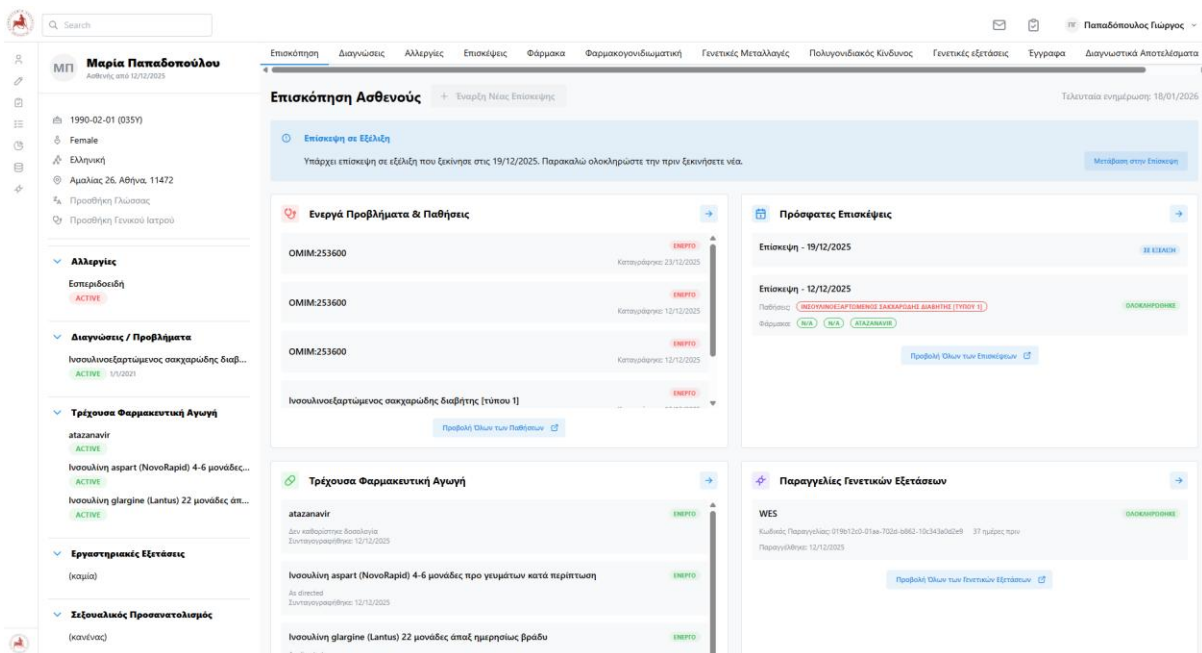 Search
ΠΓ Παπαδόπουλος Γιώργος
ΜΠ
Μαρία Παπαδοπούλου
Ασθενής από 12/12/2025
1990-02-01 (035Y)
Female
Ελληνική
Αμαλίας 26, Αθήνα, 11472
Προσθήκη Γλώσσας
Προσθήκη Γενικού Ιατρού
Αλλεργίες
Εσπεριδοειδή
ACTIVE
Διαγνώσεις / Προβλήματα
Ινσουλινοεξαρτώμενος σακχαρώδης διαβ...
ACTIVE 1/1/2021
Τρέχουσα Φαρμακευτική Αγωγή
atazanavir
ACTIVE
Ινσουλίνη aspart (NovoRapid) 4-6 μονάδες...
ACTIVE
Ινσουλίνη glargine (Lantus) 22 μονάδες άπ...
ACTIVE
Εργαστηριακές Εξετάσεις
(καμία)
Σεξουαλικός Προσανατολισμός
(κανένας)
Επισκόπηση Διαγνώσεις Αλλεργίες Επισκέψεις Φάρμακα Φαρμακογονιδιωματική Γενετικές Μεταλλαγές Πολυγονιδιακός Κίνδυνος Γενετικές εξετάσεις Έγγραφα Διαγνωστικά Αποτελέσματα
Επισκόπηση Ασθενούς
+ Έναρξη Νέας Επίσκεψης
Τελευταία ενημέρωση: 18/01/2026
Επίσκεψη σε Εξέλιξη
Υπάρχει επίσκεψη σε εξέλιξη που ξεκίνησε στις 19/12/2025. Παρακαλώ ολοκληρώστε την πριν ξεκινήσετε νέα.
Μετάβαση στην Επίσκεψη
Ενεργά Προβλήματα & Παθήσεις
OMIM:253600
ΕΝΕΡΓΟ
Καταγράφηκε: 23/12/2025
OMIM:253600
ΕΝΕΡΓΟ
Καταγράφηκε: 12/12/2025
OMIM:253600
ΕΝΕΡΓΟ
Καταγράφηκε: 12/12/2025
Ινσουλινοεξαρτώμενος σακχαρώδης διαβήτης [τύπου 1]
ΕΝΕΡΓΟ
Προβολή Όλων των Παθήσεων
Πρόσφατες Επισκέψεις
Επίσκεψη - 19/12/2025
ΣΕ ΕΞΕΛΙΞΗ
Επίσκεψη - 12/12/2025
Παθήσεις: ΙΝΣΟΥΛΙΝΟΕΞΑΡΤΩΜΕΝΟΣ ΣΑΚΧΑΡΩΔΗΣ ΔΙΑΒΗΤΗΣ [ΤΥΠΟΥ 1]
ΟΛΟΚΛΗΡΩΘΗΚΕ
Φάρμακα: N/A N/A ATAZANAVIR
Προβολή Όλων των Επισκέψεων
Τρέχουσα Φαρμακευτική Αγωγή
atazanavir
ΕΝΕΡΓΟ
Δεν καθορίστηκε δοσολογία
Συνταγογραφήθηκε: 12/12/2025
Ινσουλίνη aspart (NovoRapid) 4-6 μονάδες προ γευμάτων κατά περίπτωση
ΕΝΕΡΓΟ
As directed
Συνταγογραφήθηκε: 12/12/2025
Ινσουλίνη glargine (Lantus) 22 μονάδες άπαξ ημερησίως βράδυ
ΕΝΕΡΓΟ
Παραγγελίες Γενετικών Εξετάσεων
WES
ΟΛΟΚΛΗΡΩΘΗΚΕ
Κωδικός Παραγγελίας: 019b12c0-01ae-702d-b862-10c343a0d2e9 37 ημέρες πριν
Παραγγέλθηκε: 12/12/2025
Προβολή Όλων των Γενετικών Εξετάσεων